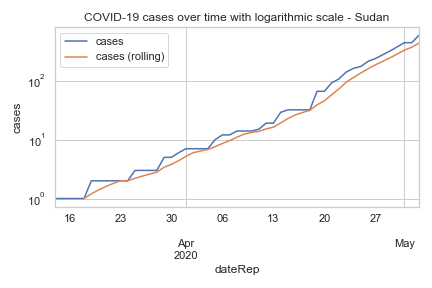 COVID-19 cases over time with logarithmic scale - Sudan
cases
cases (rolling)
cases
10²
10¹
10⁰
16 23 30 06 13 20 27
Apr May
2020
dateRep